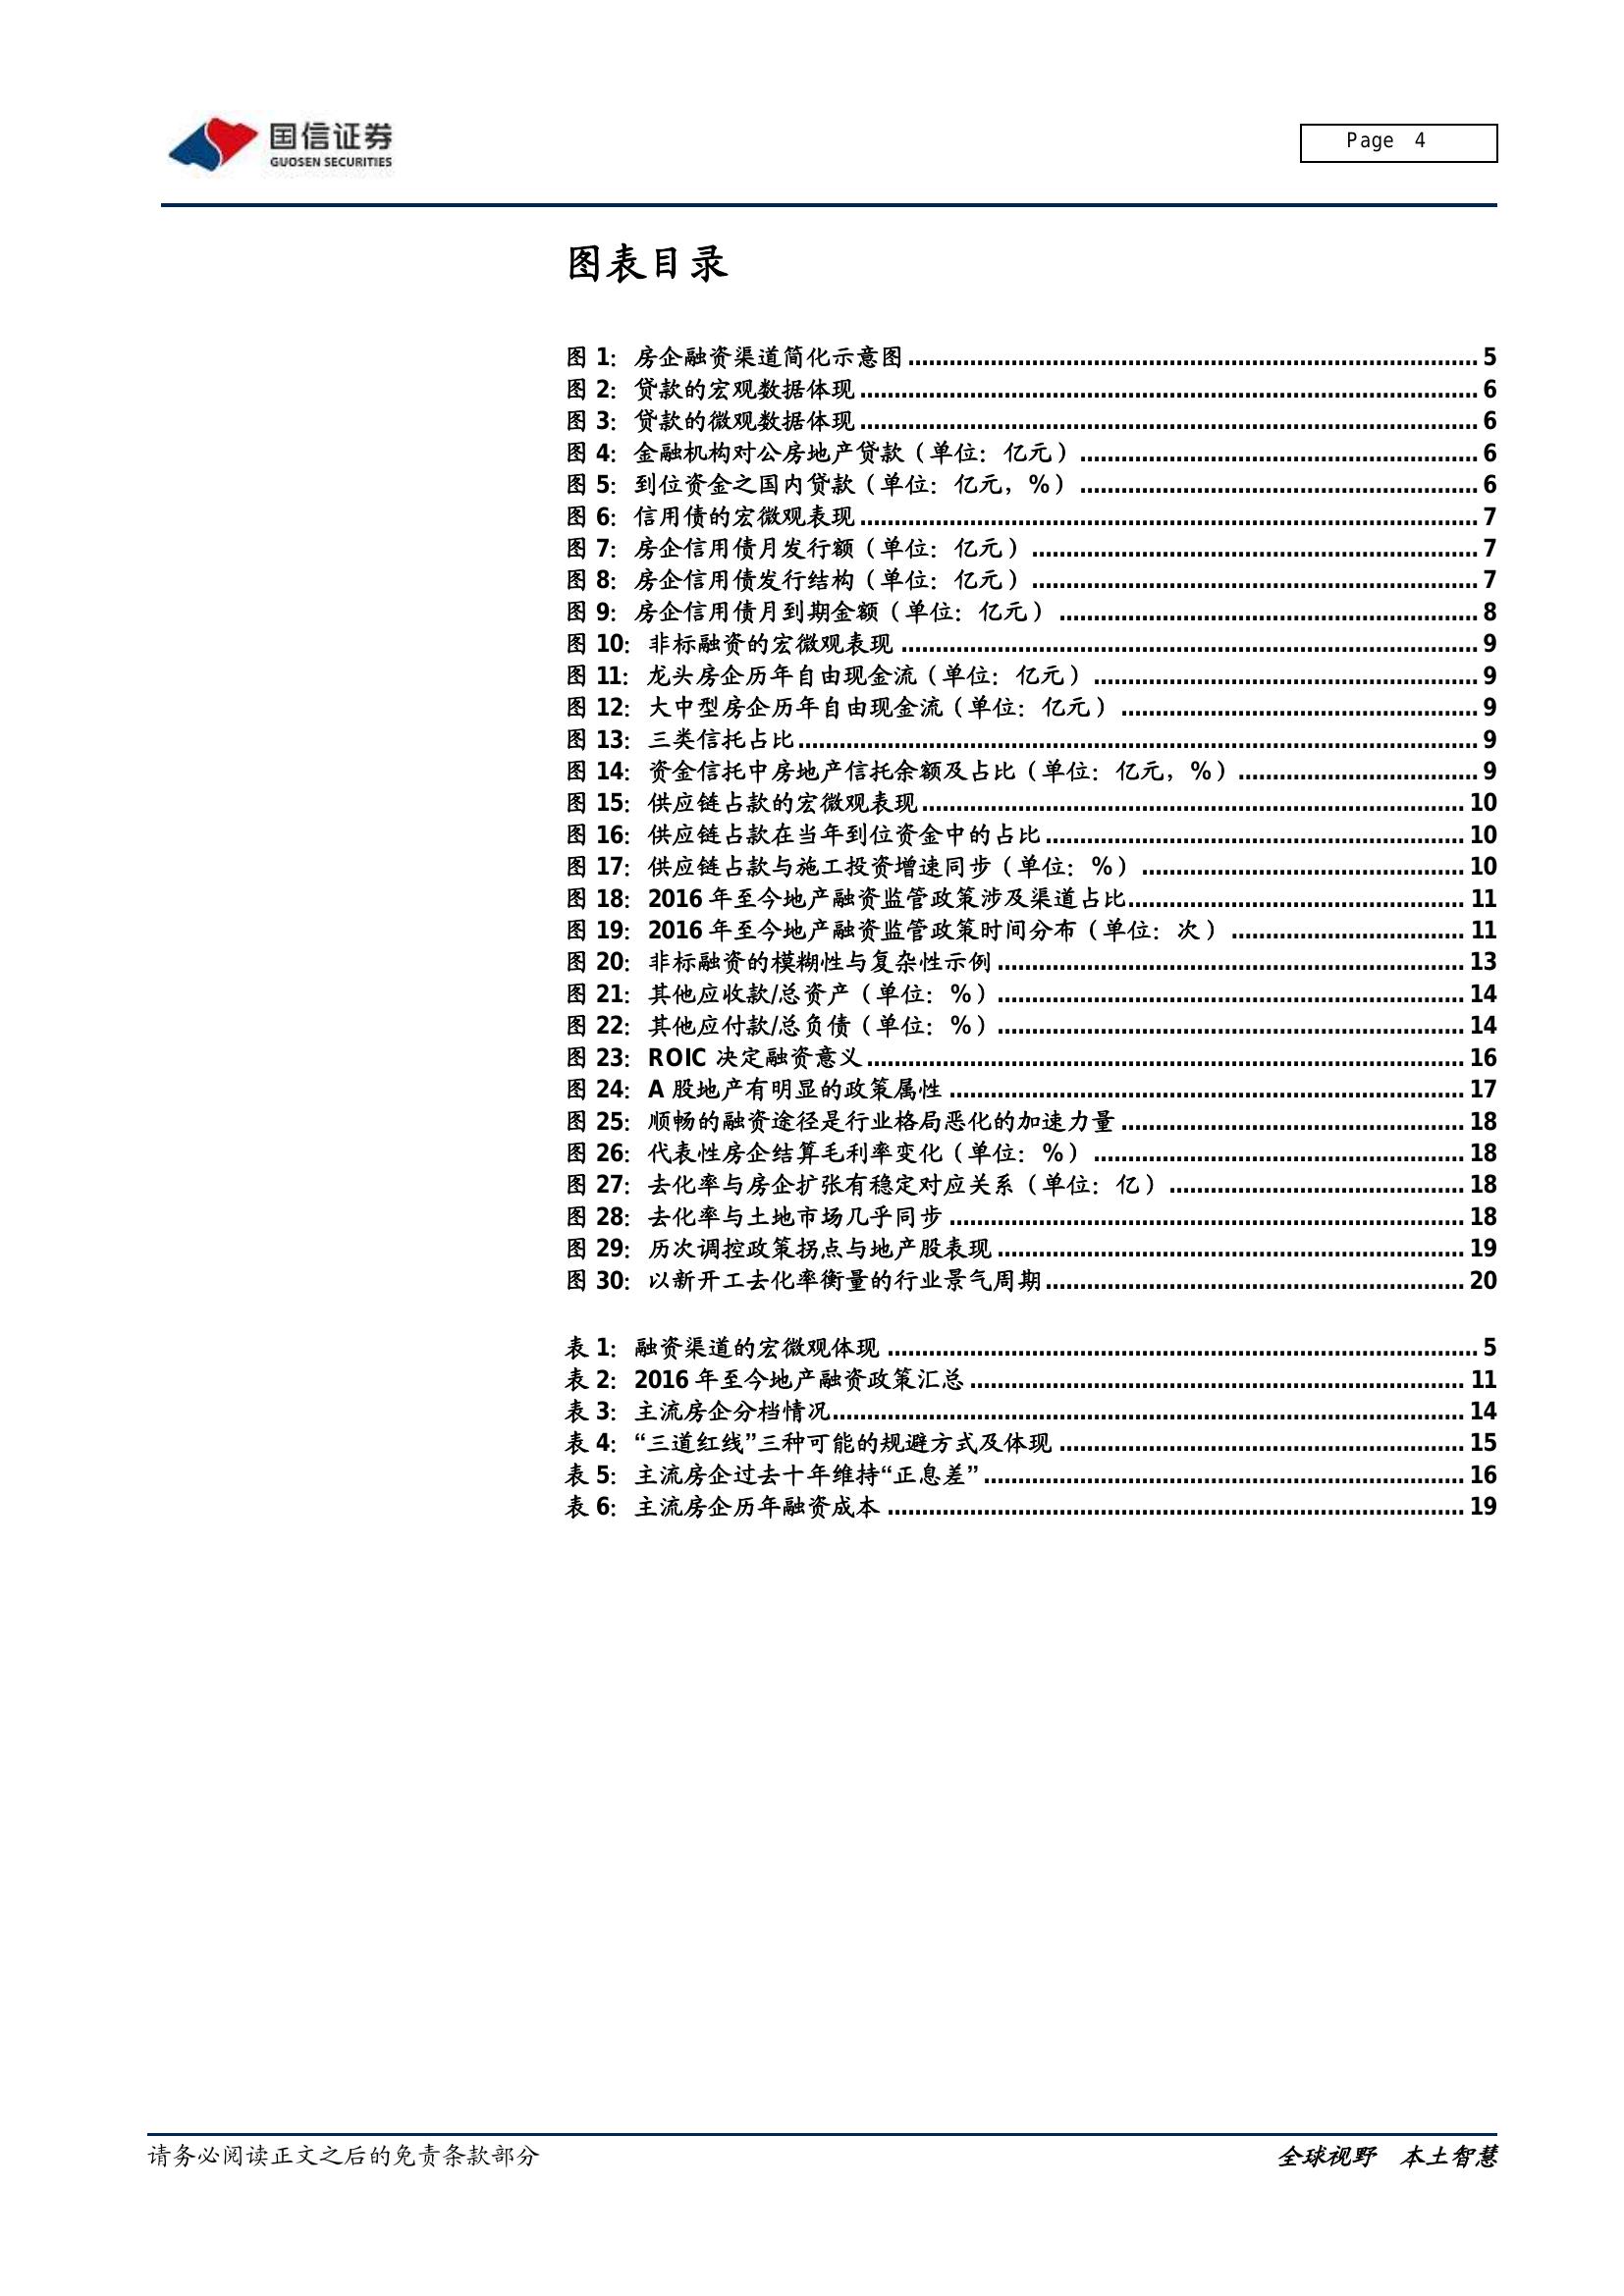 国信证券
GUOSEN SECURITIES
Page 4
图表目录
图 1：房企融资渠道简化示意图 5
图 2：贷款的宏观数据体现 6
图 3：贷款的微观数据体现 6
图 4：金融机构对公房地产贷款（单位：亿元） 6
图 5：到位资金之国内贷款（单位：亿元，%） 6
图 6：信用债的宏微观表现 7
图 7：房企信用债月发行额（单位：亿元） 7
图 8：房企信用债发行结构（单位：亿元） 7
图 9：房企信用债月到期金额（单位：亿元） 8
图 10：非标融资的宏微观表现 9
图 11：龙头房企历年自由现金流（单位：亿元） 9
图 12：大中型房企历年自由现金流（单位：亿元） 9
图 13：三类信托占比 9
图 14：资金信托中房地产信托余额及占比（单位：亿元，%） 9
图 15：供应链占款的宏微观表现 10
图 16：供应链占款在当年到位资金中的占比 10
图 17：供应链占款与施工投资增速同步（单位：%） 10
图 18：2016 年至今地产融资监管政策涉及渠道占比 11
图 19：2016 年至今地产融资监管政策时间分布（单位：次） 11
图 20：非标融资的模糊性与复杂性示例 13
图 21：其他应收款/总资产（单位：%） 14
图 22：其他应付款/总负债（单位：%） 14
图 23：ROIC 决定融资意义 16
图 24：A 股地产有明显的政策属性 17
图 25：顺畅的融资途径是行业格局恶化的加速力量 18
图 26：代表性房企结算毛利率变化（单位：%） 18
图 27：去化率与房企扩张有稳定对应关系（单位：亿） 18
图 28：去化率与土地市场几乎同步 18
图 29：历次调控政策拐点与地产股表现 19
图 30：以新开工去化率衡量的行业景气周期 20
表 1：融资渠道的宏微观体现 5
表 2：2016 年至今地产融资政策汇总 11
表 3：主流房企分档情况 14
表 4：“三道红线”三种可能的规避方式及体现 15
表 5：主流房企过去十年维持“正息差” 16
表 6：主流房企历年融资成本 19
请务必阅读正文之后的免责条款部分
全球视野 本土智慧